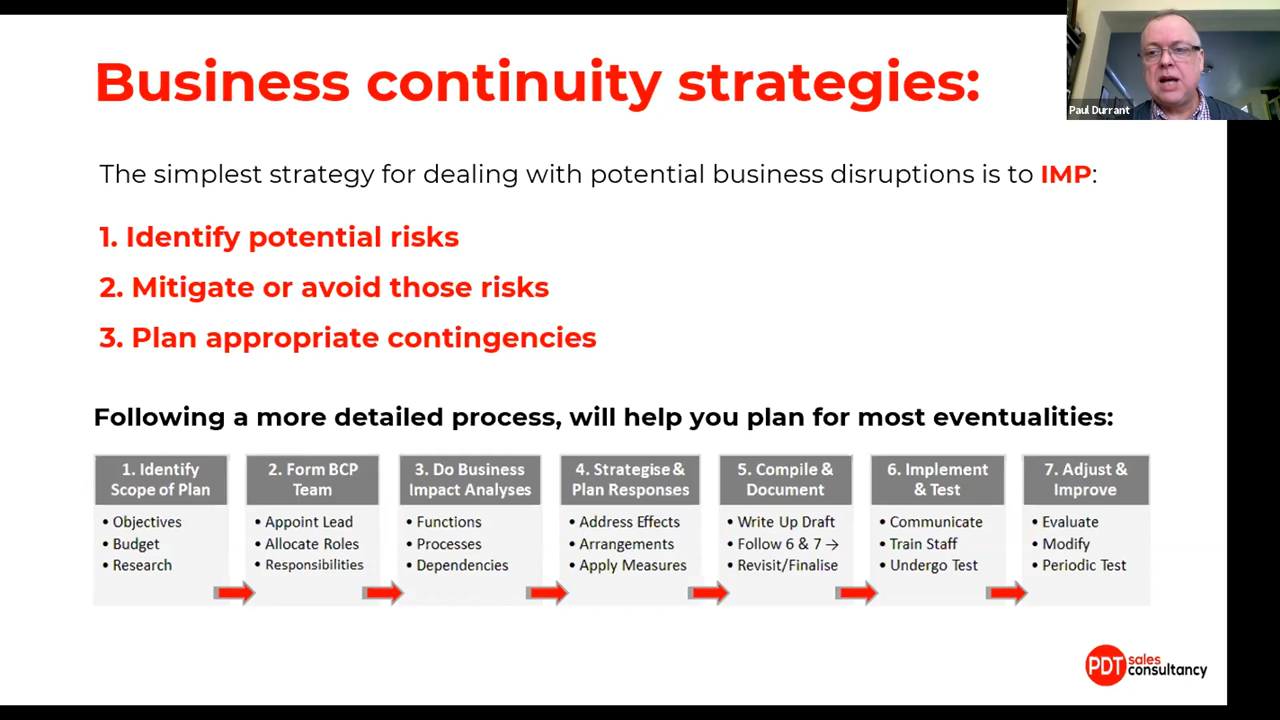 Business continuity strategies:
Paul Durrant
The simplest strategy for dealing with potential business disruptions is to IMP:
1. Identify potential risks
2. Mitigate or avoid those risks
3. Plan appropriate contingencies
Following a more detailed process, will help you plan for most eventualities:
1. Identify
Scope of Plan
• Objectives
• Budget
• Research
2. Form BCP
Team
• Appoint Lead
• Allocate Roles
• Responsibilities
3. Do Business
Impact Analyses
• Functions
• Processes
• Dependencies
4. Strategise &
Plan Responses
• Address Effects
• Arrangements
• Apply Measures
5. Compile &
Document
• Write Up Draft
• Follow 6 & 7 →
• Revisit/Finalise
6. Implement
& Test
• Communicate
• Train Staff
• Undergo Test
7. Adjust &
Improve
• Evaluate
• Modify
• Periodic Test
PDT sales
consultancy